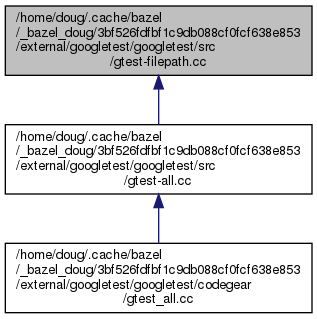 /home/doug/.cache/bazel
/_bazel_doug/3bf526fdfbf1c9db088cf0fcf638e853
/external/googletest/googletest/src
/gtest-filepath.cc
/home/doug/.cache/bazel
/_bazel_doug/3bf526fdfbf1c9db088cf0fcf638e853
/external/googletest/googletest/src
/gtest-all.cc
/home/doug/.cache/bazel
/_bazel_doug/3bf526fdfbf1c9db088cf0fcf638e853
/external/googletest/googletest/codegear
/gtest_all.cc